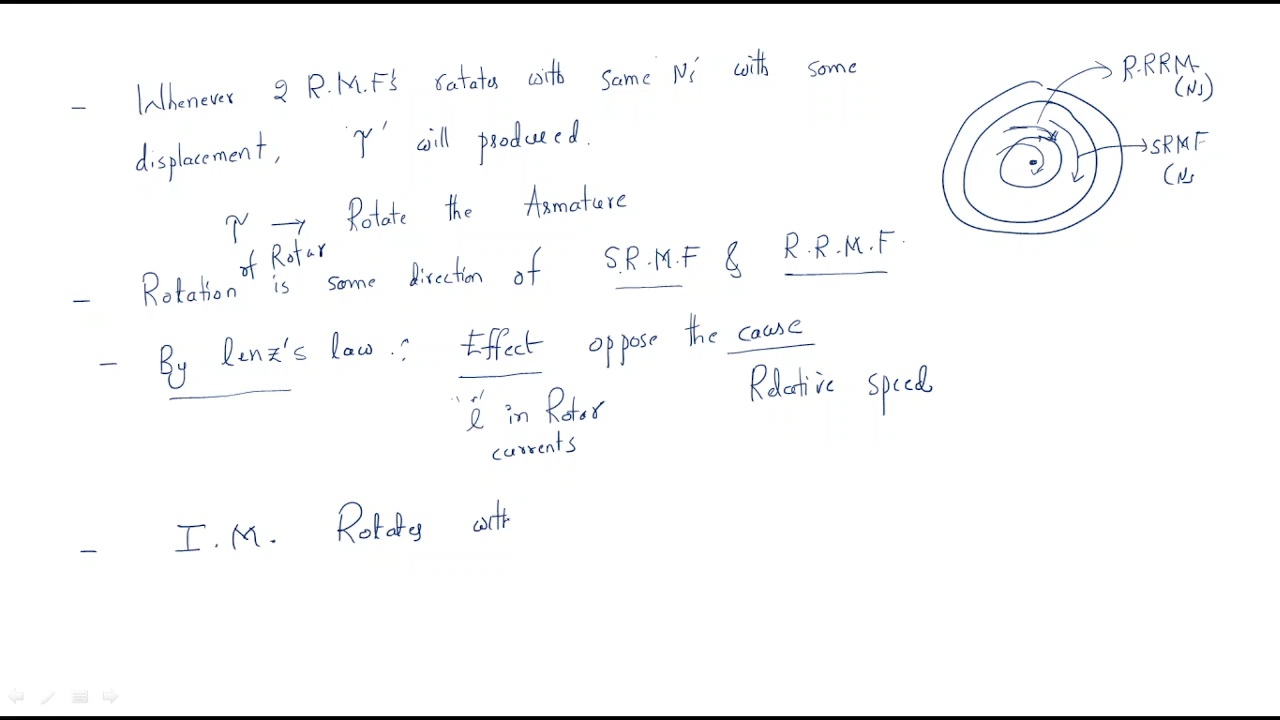 - Whenever 2 R.M.F's rotates with same 'Ns' with some
displacement, 'τ' will produced.
τ → Rotate the Armature
- Rotation of Rotor is same direction of S.R.M.F & R.R.M.F.
- By lenz's law : Effect oppose the cause
in Rotor currents
Relative speed
- I.M. Rotates with
R.RRM
(Ns)
SRMF
(Ns